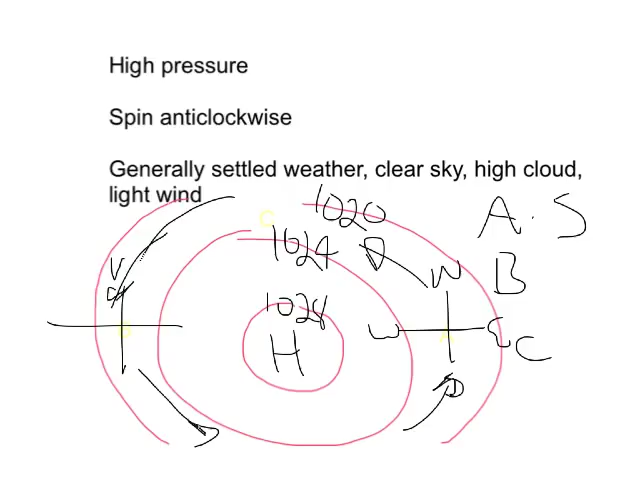 High pressure
Spin anticlockwise
Generally settled weather, clear sky, high cloud,
light wind
1020
A. S
1024
B
1028
H
C